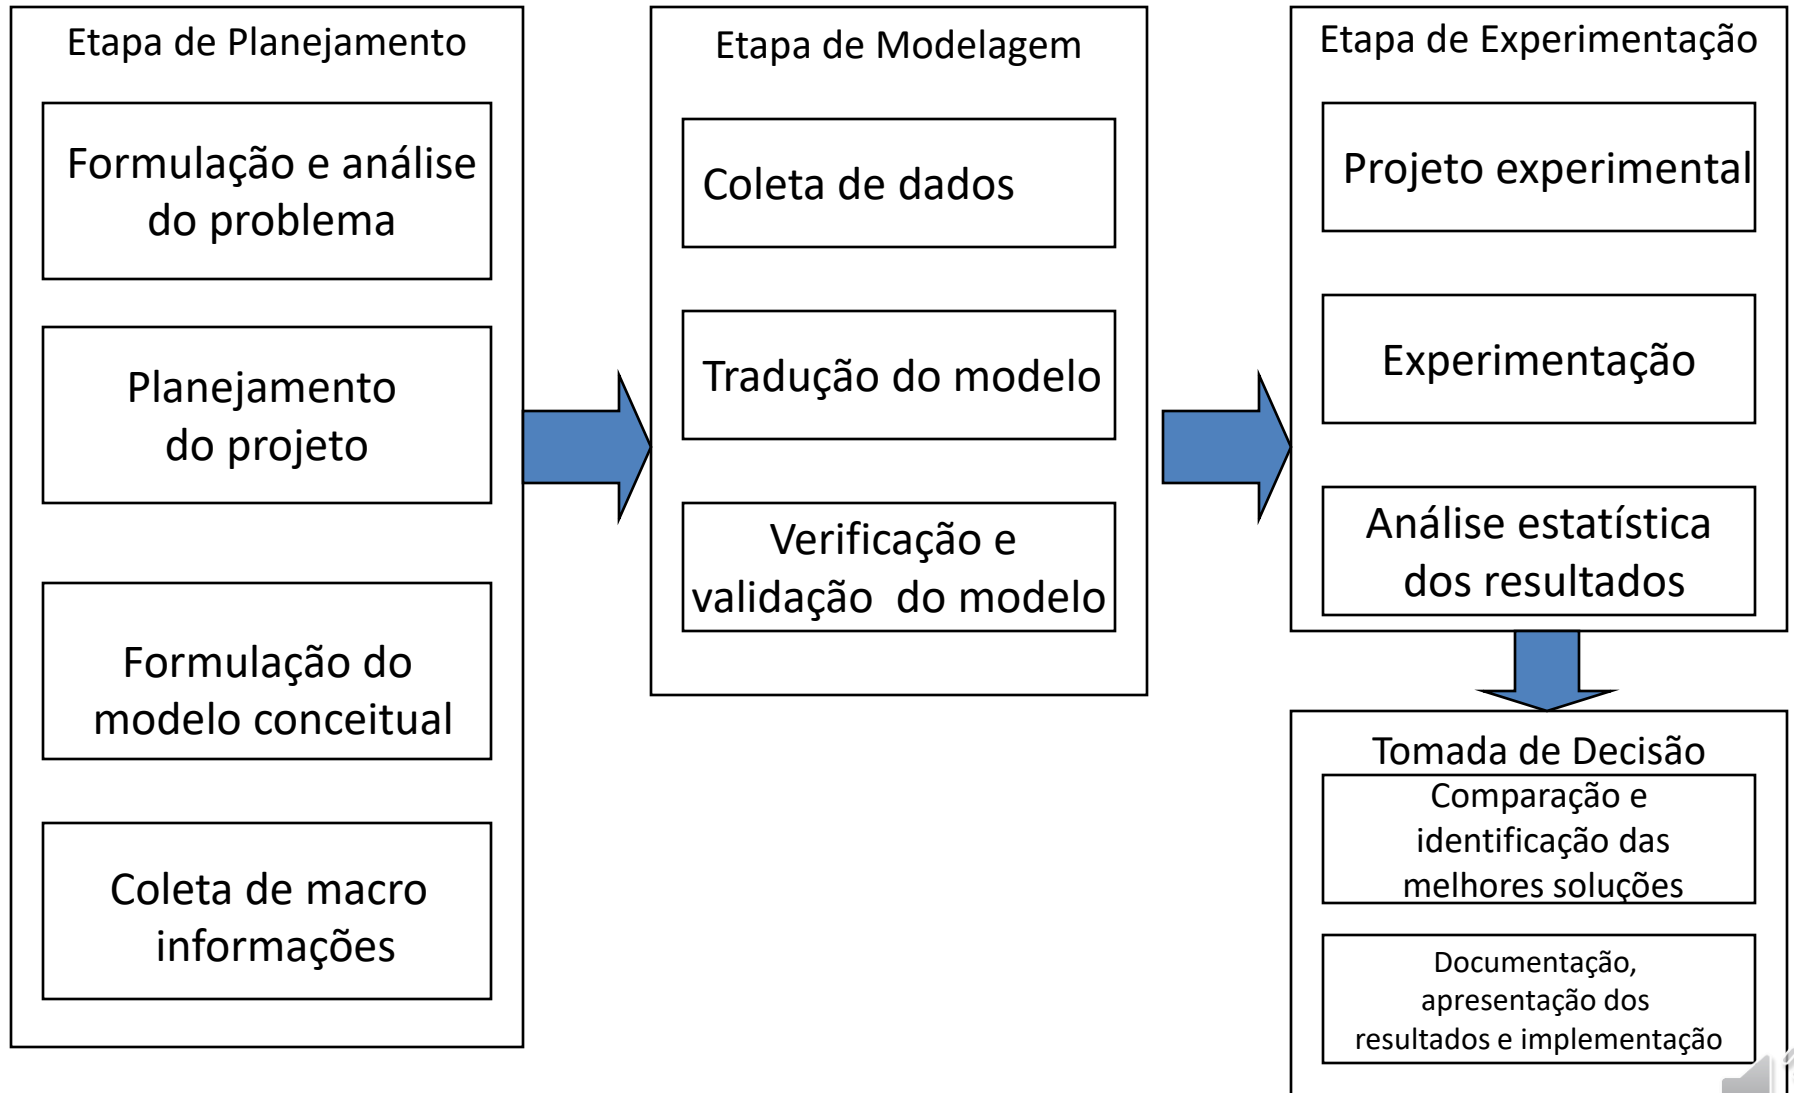 Etapa de Planejamento
Formulação e análise
do problema
Planejamento
do projeto
Formulação do
modelo conceitual
Coleta de macro
informações
Etapa de Modelagem
Coleta de dados
Tradução do modelo
Verificação e
validação do modelo
Etapa de Experimentação
Projeto experimental
Experimentação
Análise estatística
dos resultados
Tomada de Decisão
Comparação e
identificação das
melhores soluções
Documentação,
apresentação dos
resultados e implementação